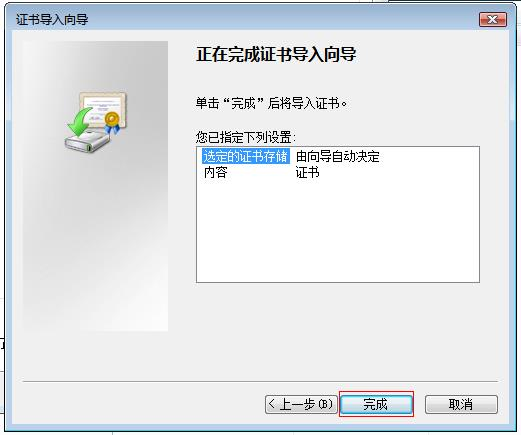 证书导入向导
正在完成证书导入向导
单击“完成”后将导入证书。
您已指定下列设置:
选定的证书存储 由向导自动决定
内容 证书
< 上一步(B) 完成 取消